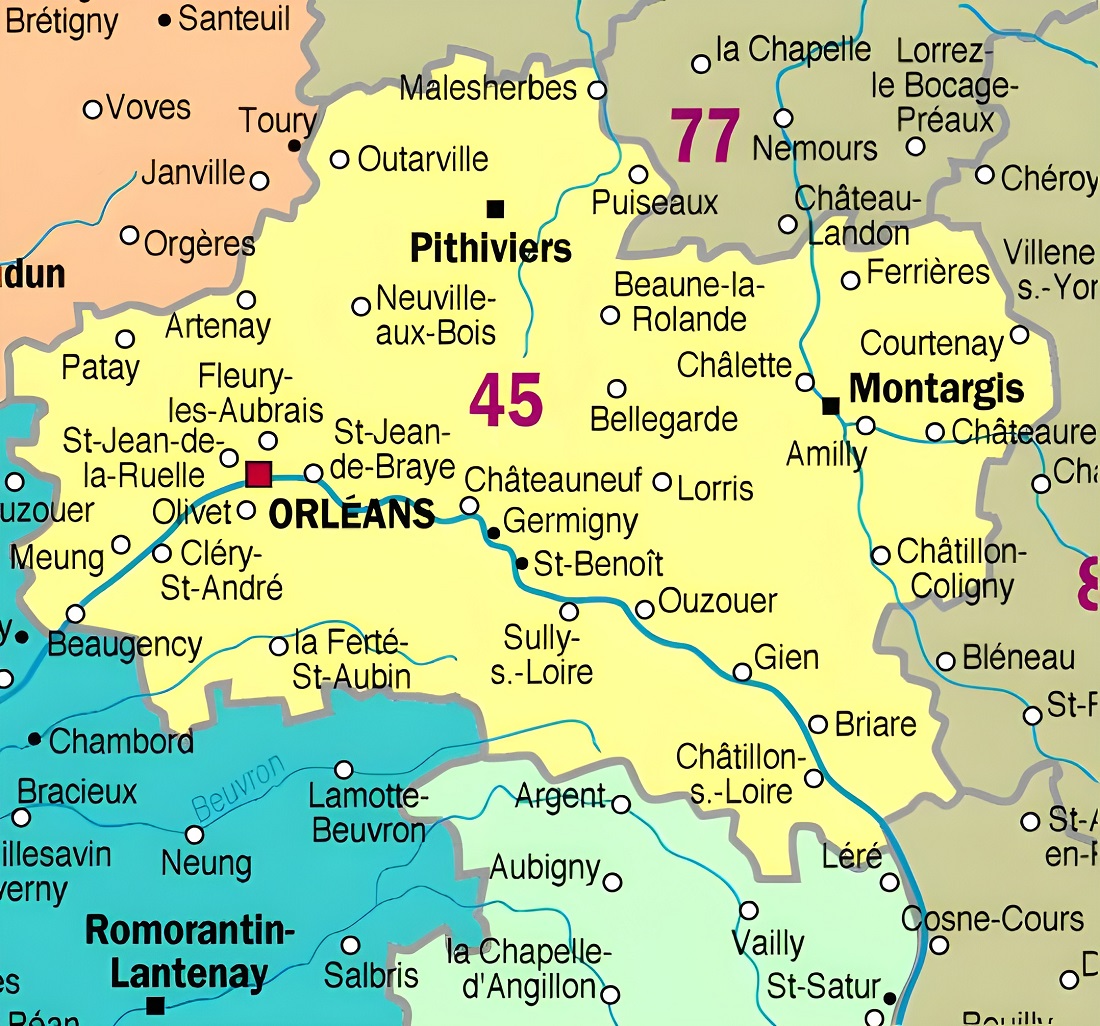 Brétigny
Santeuil
la Chapelle
Lorrez-
le Bocage-
Préaux
Malesherbes
Voves
Toury
77
Nemours
Outarville
Janville
Puiseaux
Chéroy
Château-
Landon
Orgères
Pithiviers
dun
Villene
s.-Yor
Ferrières
Beaune-la-
Rolande
Neuville-
aux-Bois
Artenay
Courtenay
Patay
Châlette
Fleury-
les-Aubrais
45
Montargis
Bellegarde
St-Jean-de-
la-Ruelle
St-Jean-
de-Braye
Châteaure
Amilly
Châ
Châteauneuf
Lorris
uzouer
Olivet
ORLÉANS
Germigny
Meung
Cléry-
St-André
St-Benoît
Châtillon-
Coligny
8
Ouzouer
y
Beaugency
la Ferté-
St-Aubin
Sully-
s.-Loire
Gien
Bléneau
St-F
Briare
Chambord
Châtillon-
s.-Loire
Beuvron
Bracieux
Lamotte-
Beuvron
Argent
St-A
en-P
illesavin
verny
Neung
Aubigny
Léré
Romorantin-
Lantenay
Cosne-Cours
Vailly
Salbris
la Chapelle-
d'Angillon
St-Satur
D
es
Réan
Pouilly